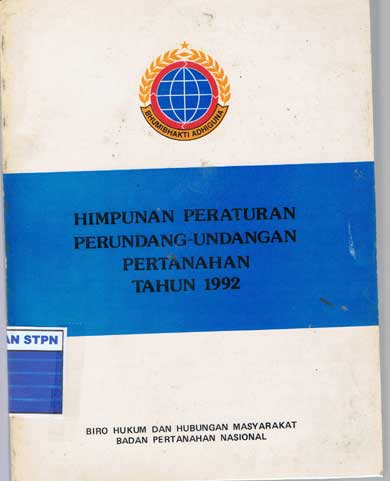 BHUMIBHAKTI ADHIGUNA
HIMPUNAN PERATURAN
PERUNDANG-UNDANGAN
PERTANAHAN
TAHUN 1992
AN STPN
BIRO HUKUM DAN HUBUNGAN MASYARAKAT
BADAN PERTANAHAN NASIONAL